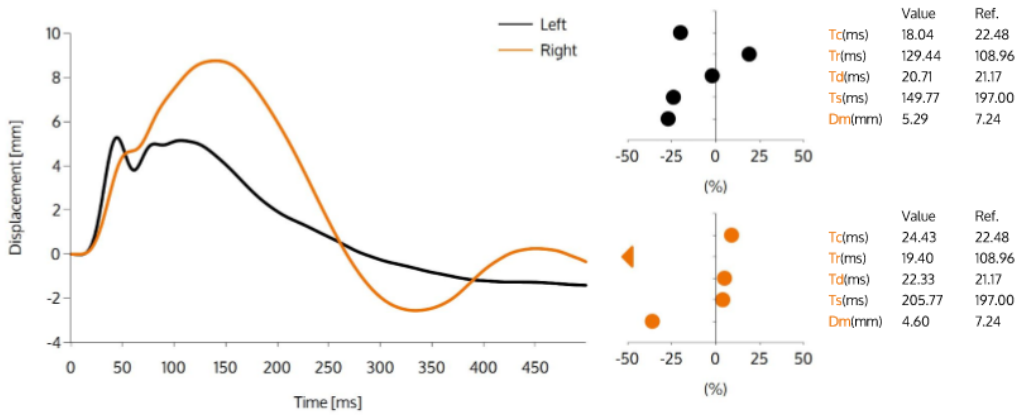 Left
Right
10
8
6
4
2
0
-2
-4
Displacement [mm]
0 50 100 150 200 250 300 350 400 450
Time [ms]
-50 -25 0 25 50
(%)
Value Ref.
Tc(ms) 18.04 22.48
Tr(ms) 129.44 108.96
Td(ms) 20.71 21.17
Ts(ms) 149.77 197.00
Dm(mm) 5.29 7.24
-50 -25 0 25 50
(%)
Value Ref.
Tc(ms) 24.43 22.48
Tr(ms) 19.40 108.96
Td(ms) 22.33 21.17
Ts(ms) 205.77 197.00
Dm(mm) 4.60 7.24